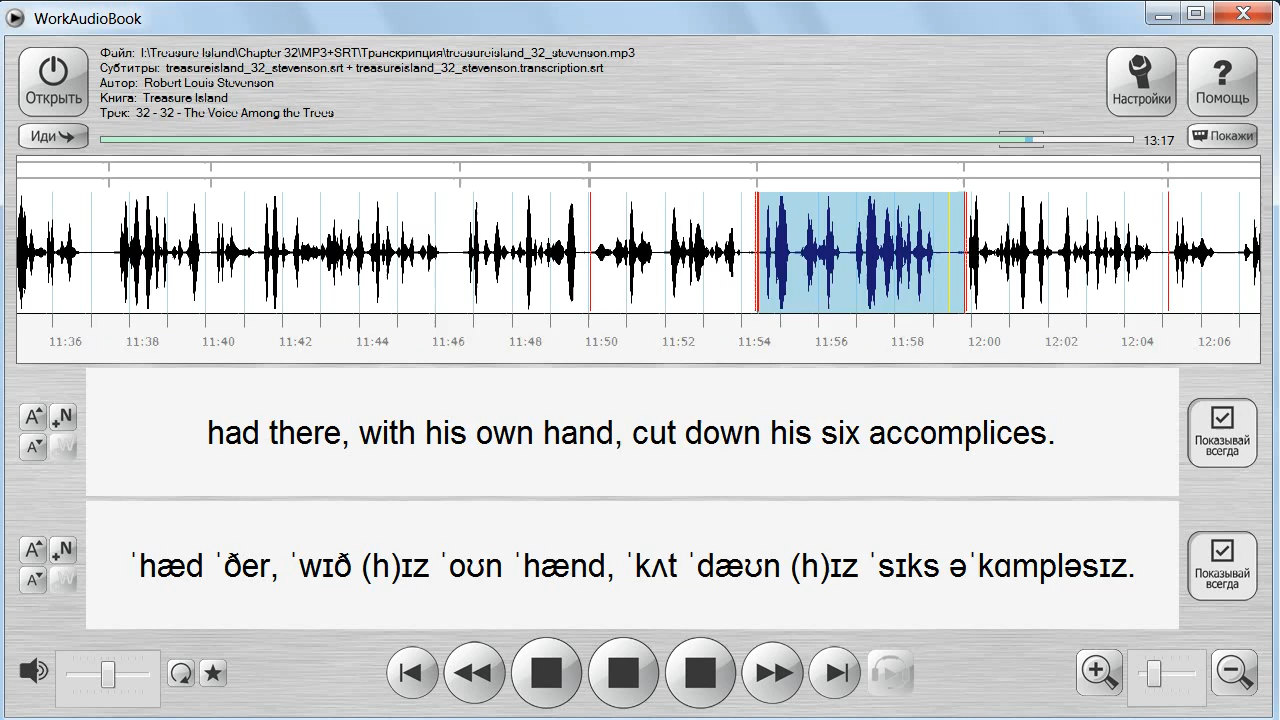 WorkAudioBook
Открыть
Файл: I:\Treasure Island\Chapter 32\MP3+SRT\Транскрипция\treasureisland_32_stevenson.mp3
Субтитры: treasureisland_32_stevenson.srt + treasureisland_32_stevenson.transcription.srt
Автор: Robert Louis Stevenson
Книга: Treasure Island
Трек: 32 - 32 - The Voice Among the Trees
Настройки
Помощь
Иди
13:17
Покажи
11:36 11:38 11:40 11:42 11:44 11:46 11:48 11:50 11:52 11:54 11:56 11:58 12:00 12:02 12:04 12:06
A N
A W
had there, with his own hand, cut down his six accomplices.
Показывай
всегда
A N
A W
ˈhæd ˈðer, ˈwɪð (h)ɪz ˈoʊn ˈhænd, ˈkʌt ˈdæʊn (h)ɪz ˈsɪks əˈkɑmpləsɪz.
Показывай
всегда